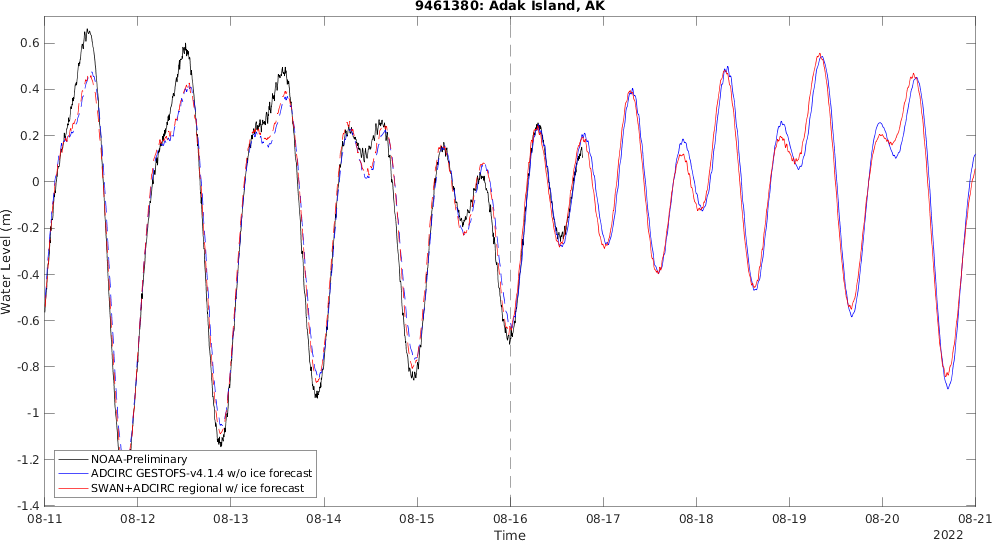 9461380: Adak Island, AK
Water Level (m)
0.6
0.4
0.2
0
-0.2
-0.4
-0.6
-0.8
-1
-1.2
-1.4
NOAA-Preliminary
ADCIRC GESTOFS-v4.1.4 w/o ice forecast
SWAN+ADCIRC regional w/ ice forecast
08-11 08-12 08-13 08-14 08-15 08-16 08-17 08-18 08-19 08-20 08-21
Time
2022